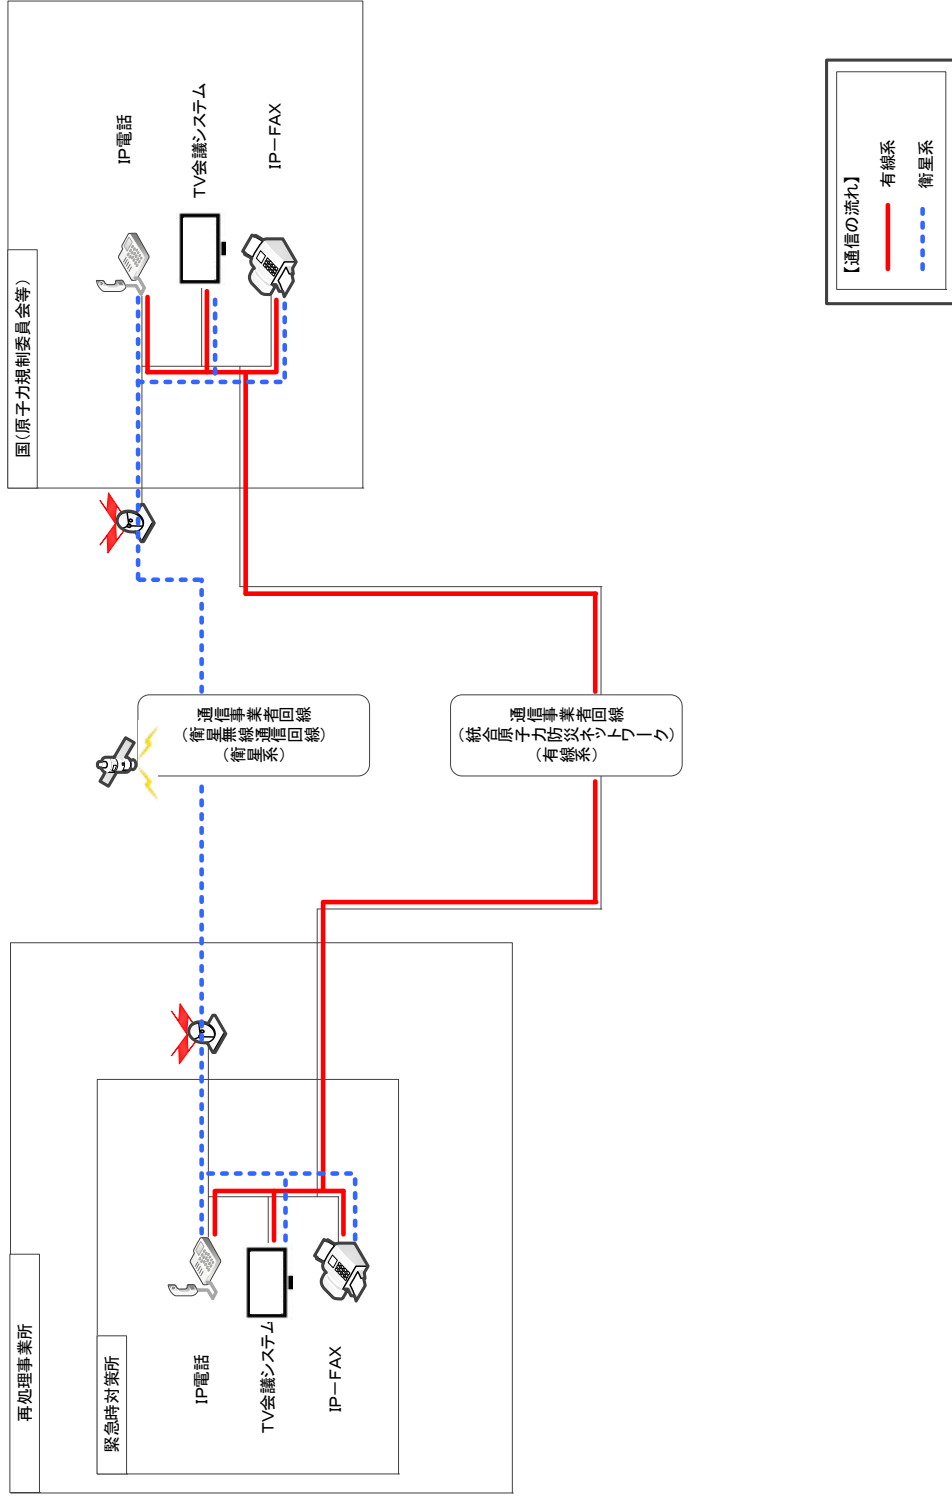 再処理事業所
緊急時対策所
IP電話
TV会議システム
IP－FAX
通信事業者回線
（衛星無線通信回線）
（衛星系）
通信事業者回線
（統合原子力防災ネットワーク）
（有線系）
国（原子力規制委員会等）
IP電話
TV会議システム
IP－FAX
【通信の流れ】
有線系
衛星系